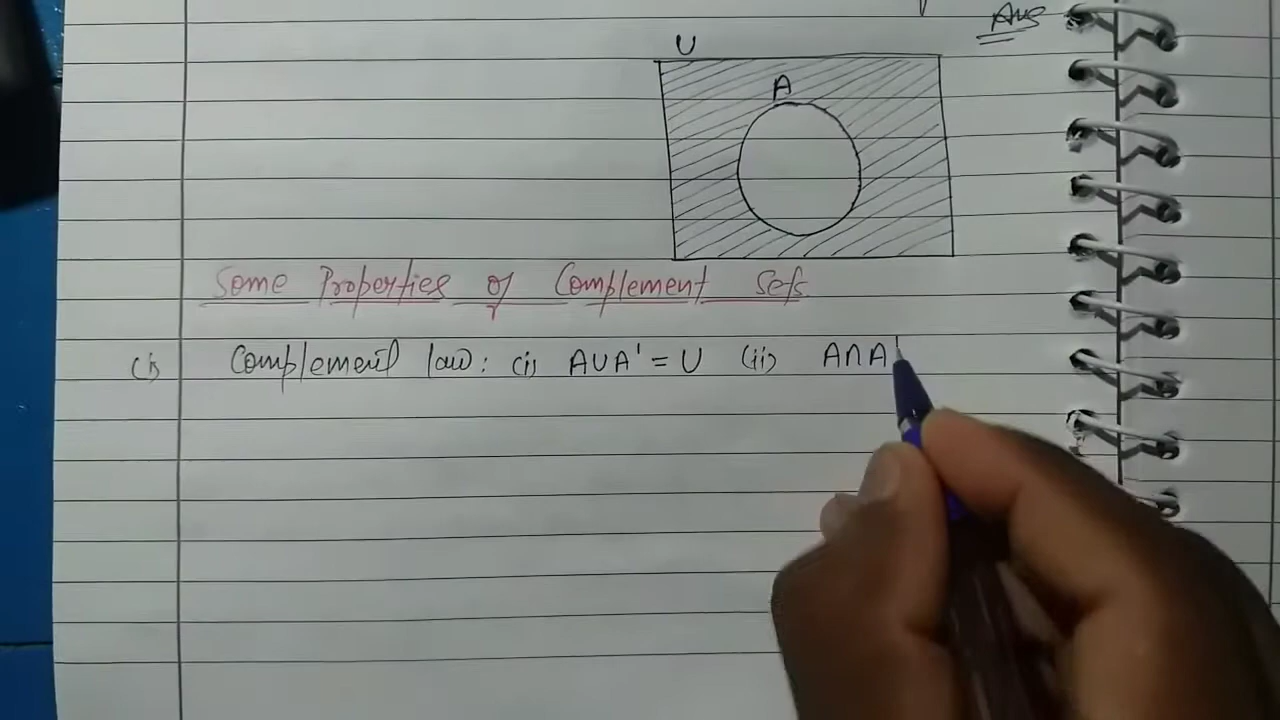 Ans
U
A
Some Properties of Complement Sets
(i) Complement law: (i) A∪A' = U (ii) A∩A'